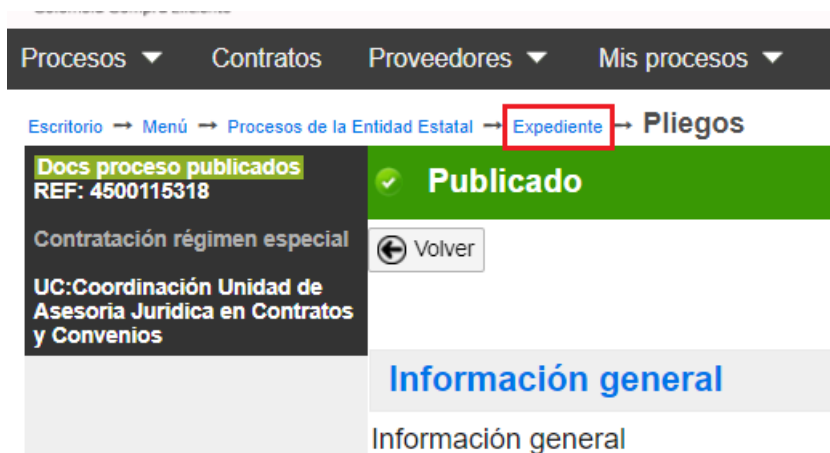 Procesos Contratos Proveedores Mis procesos
Escritorio → Menú → Procesos de la Entidad Estatal → Expediente → Pliegos
Docs proceso publicados
REF: 4500115318
Contratación régimen especial
UC:Coordinación Unidad de
Asesoria Juridica en Contratos
y Convenios
Publicado
Volver
Información general
Información general